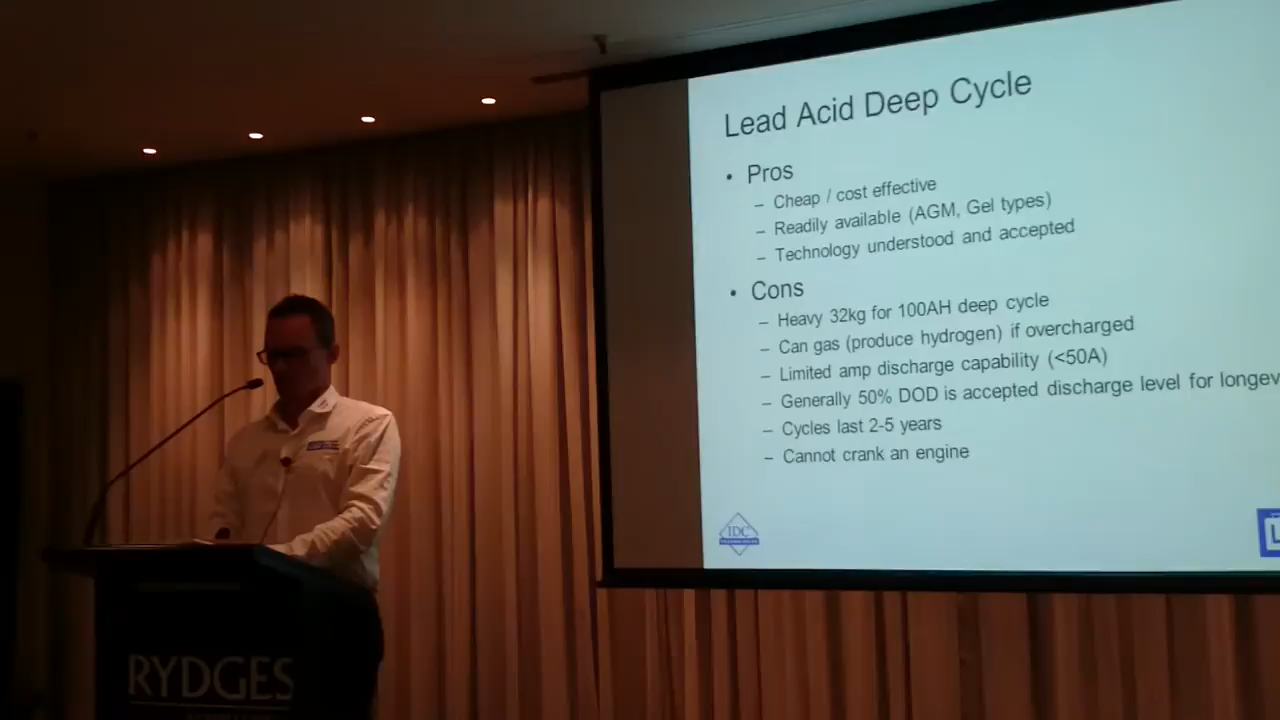 Lead Acid Deep Cycle
• Pros
– Cheap / cost effective
– Readily available (AGM, Gel types)
– Technology understood and accepted
• Cons
– Heavy 32kg for 100AH deep cycle
– Can gas (produce hydrogen) if overcharged
– Limited amp discharge capability (<50A)
– Generally 50% DOD is accepted discharge level for longev
– Cycles last 2-5 years
– Cannot crank an engine
IDC
L
RYDGES